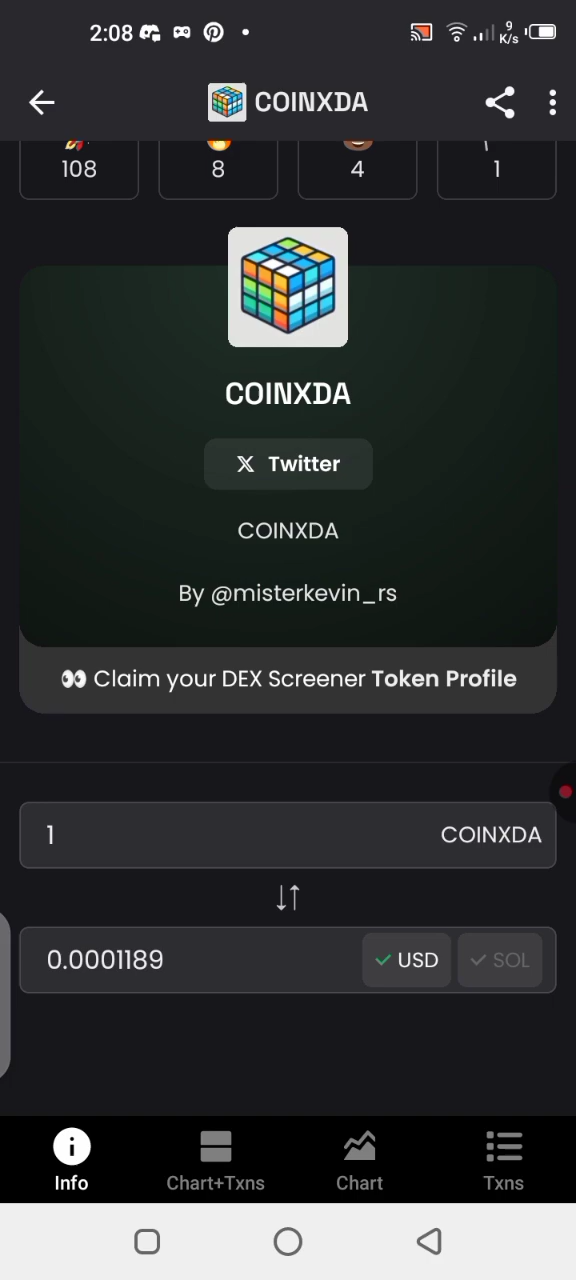 2:08
9
K/s
COINXDA
108
8
4
1
COINXDA
X Twitter
COINXDA
By @misterkevin_rs
👀 Claim your DEX Screener Token Profile
1 COINXDA
0.0001189 USD SOL
Info Chart+Txns Chart Txns